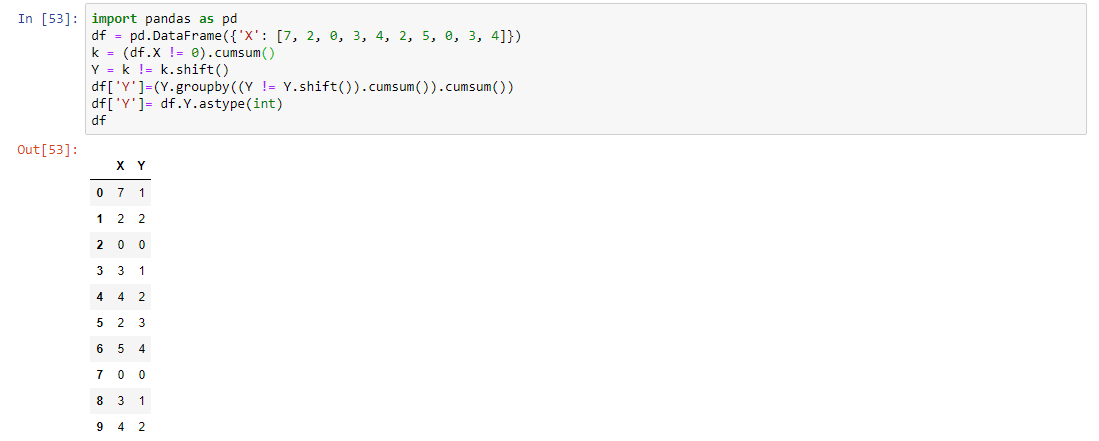 In [53]: import pandas as pd
df = pd.DataFrame({'X': [7, 2, 0, 3, 4, 2, 5, 0, 3, 4]})
k = (df.X != 0).cumsum()
Y = k != k.shift()
df['Y']=(Y.groupby((Y != Y.shift()).cumsum()).cumsum())
df['Y']= df.Y.astype(int)
df
Out[53]:
X Y
0 7 1
1 2 2
2 0 0
3 3 1
4 4 2
5 2 3
6 5 4
7 0 0
8 3 1
9 4 2